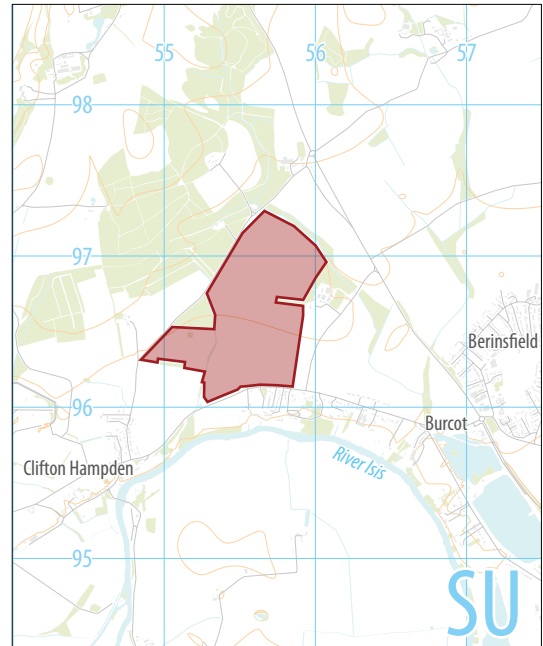 55
56
57
98
97
Berinsfield
96
Burcot
Clifton Hampden
River Isis
95
SU